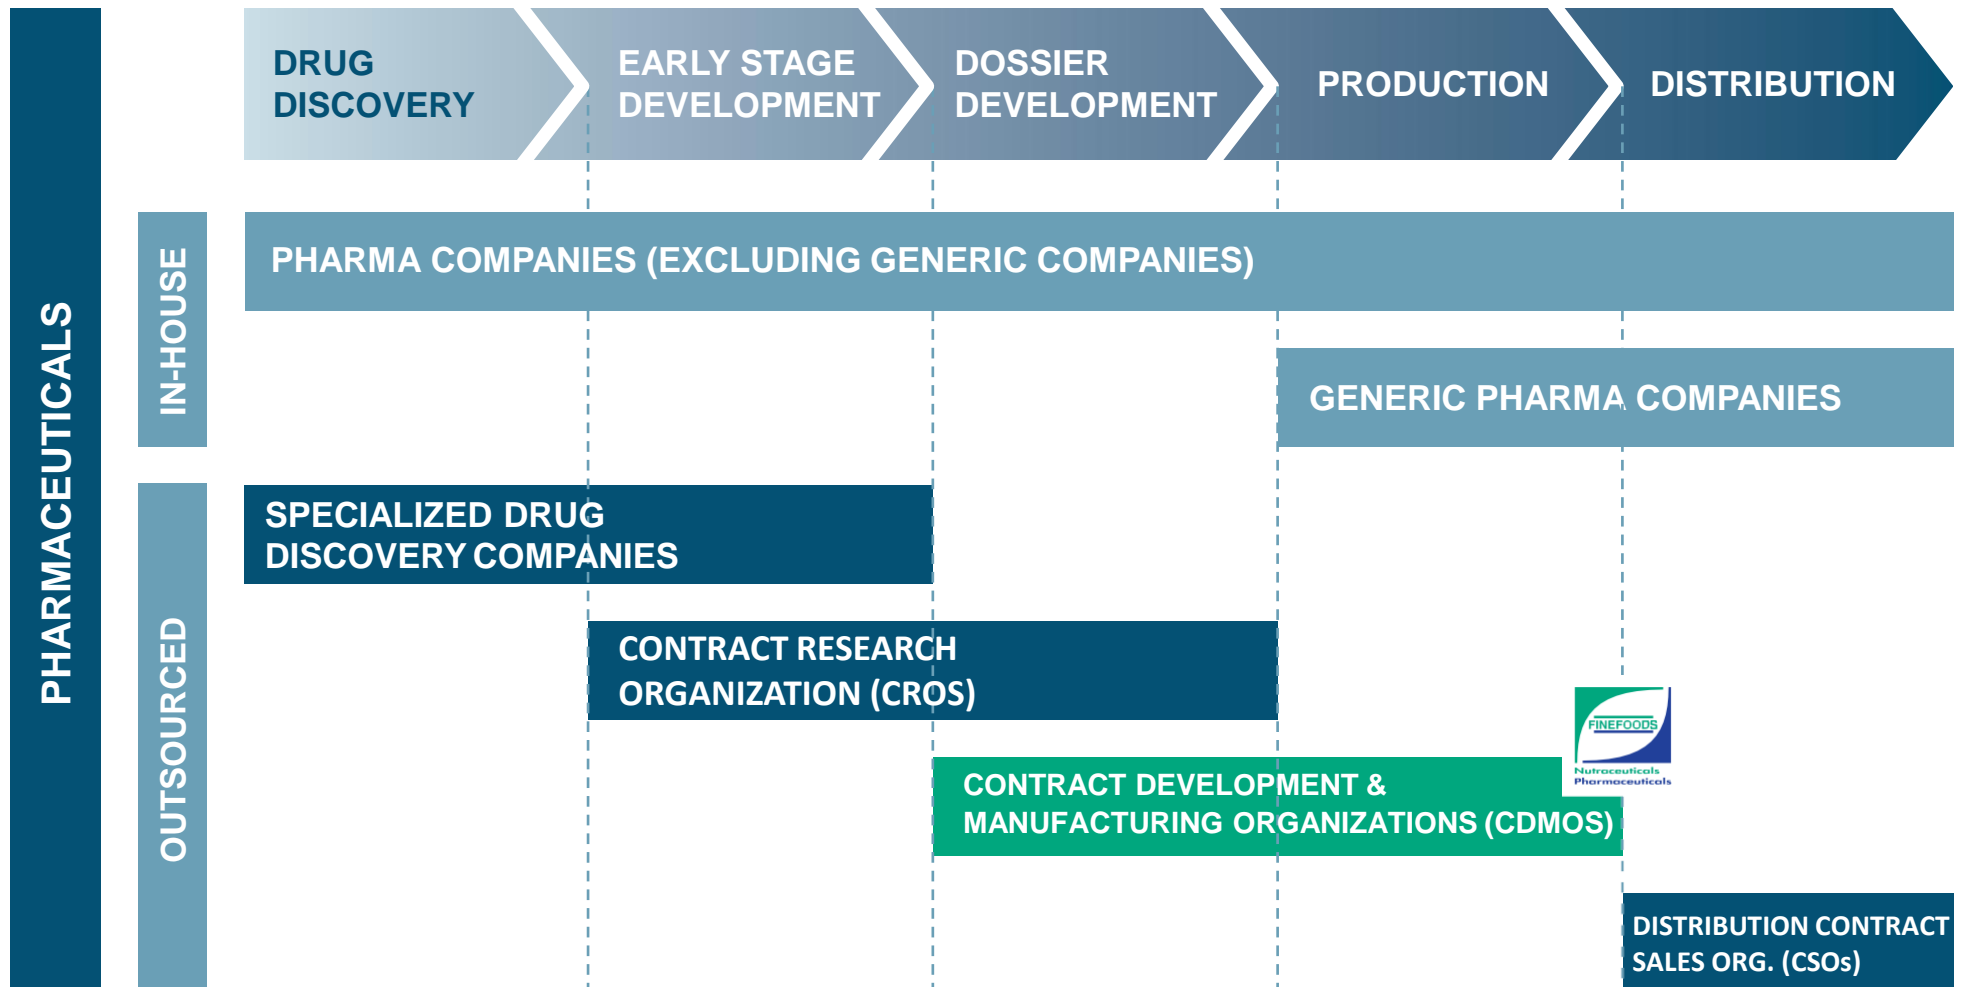 PHARMACEUTICALS
DRUG
DISCOVERY
EARLY STAGE
DEVELOPMENT
DOSSIER
DEVELOPMENT
PRODUCTION
DISTRIBUTION
IN-HOUSE
PHARMA COMPANIES (EXCLUDING GENERIC COMPANIES)
GENERIC PHARMA COMPANIES
OUTSOURCED
SPECIALIZED DRUG
DISCOVERY COMPANIES
CONTRACT RESEARCH
ORGANIZATION (CROS)
FINEFOODS
Nutraceuticals
Pharmaceuticals
CONTRACT DEVELOPMENT &
MANUFACTURING ORGANIZATIONS (CDMOS)
DISTRIBUTION CONTRACT
SALES ORG. (CSOs)